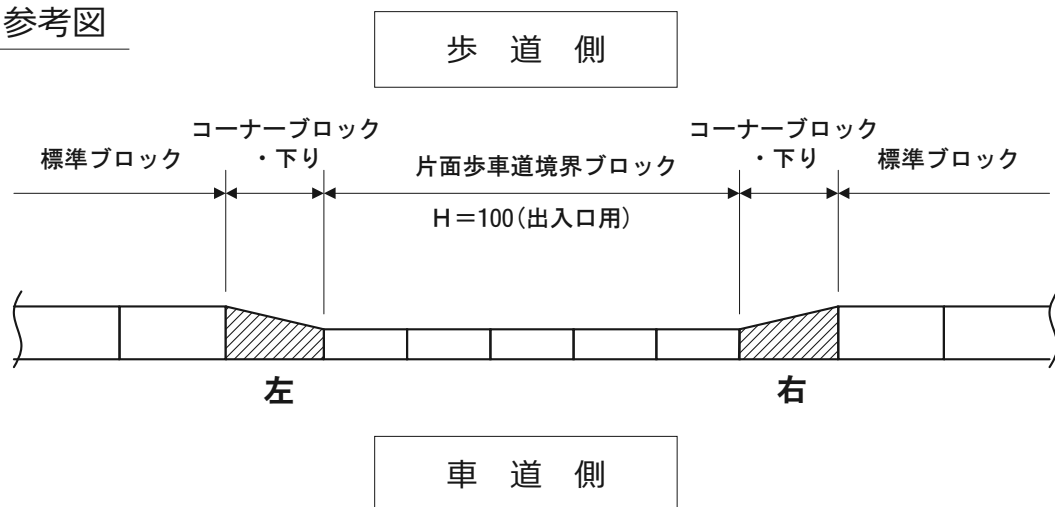 参考図
歩道側
コーナーブロック
・下り
コーナーブロック
・下り
標準ブロック
片面歩車道境界ブロック
標準ブロック
H=100(出入口用)
左
右
車道側